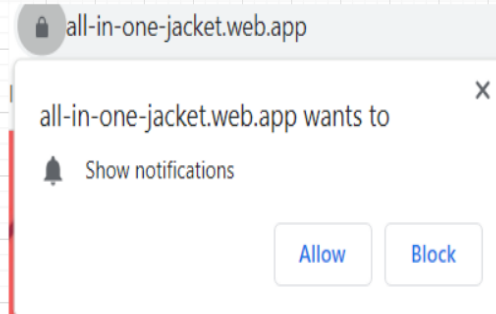 all-in-one-jacket.web.app
all-in-one-jacket.web.app wants to
Show notifications
Allow Block